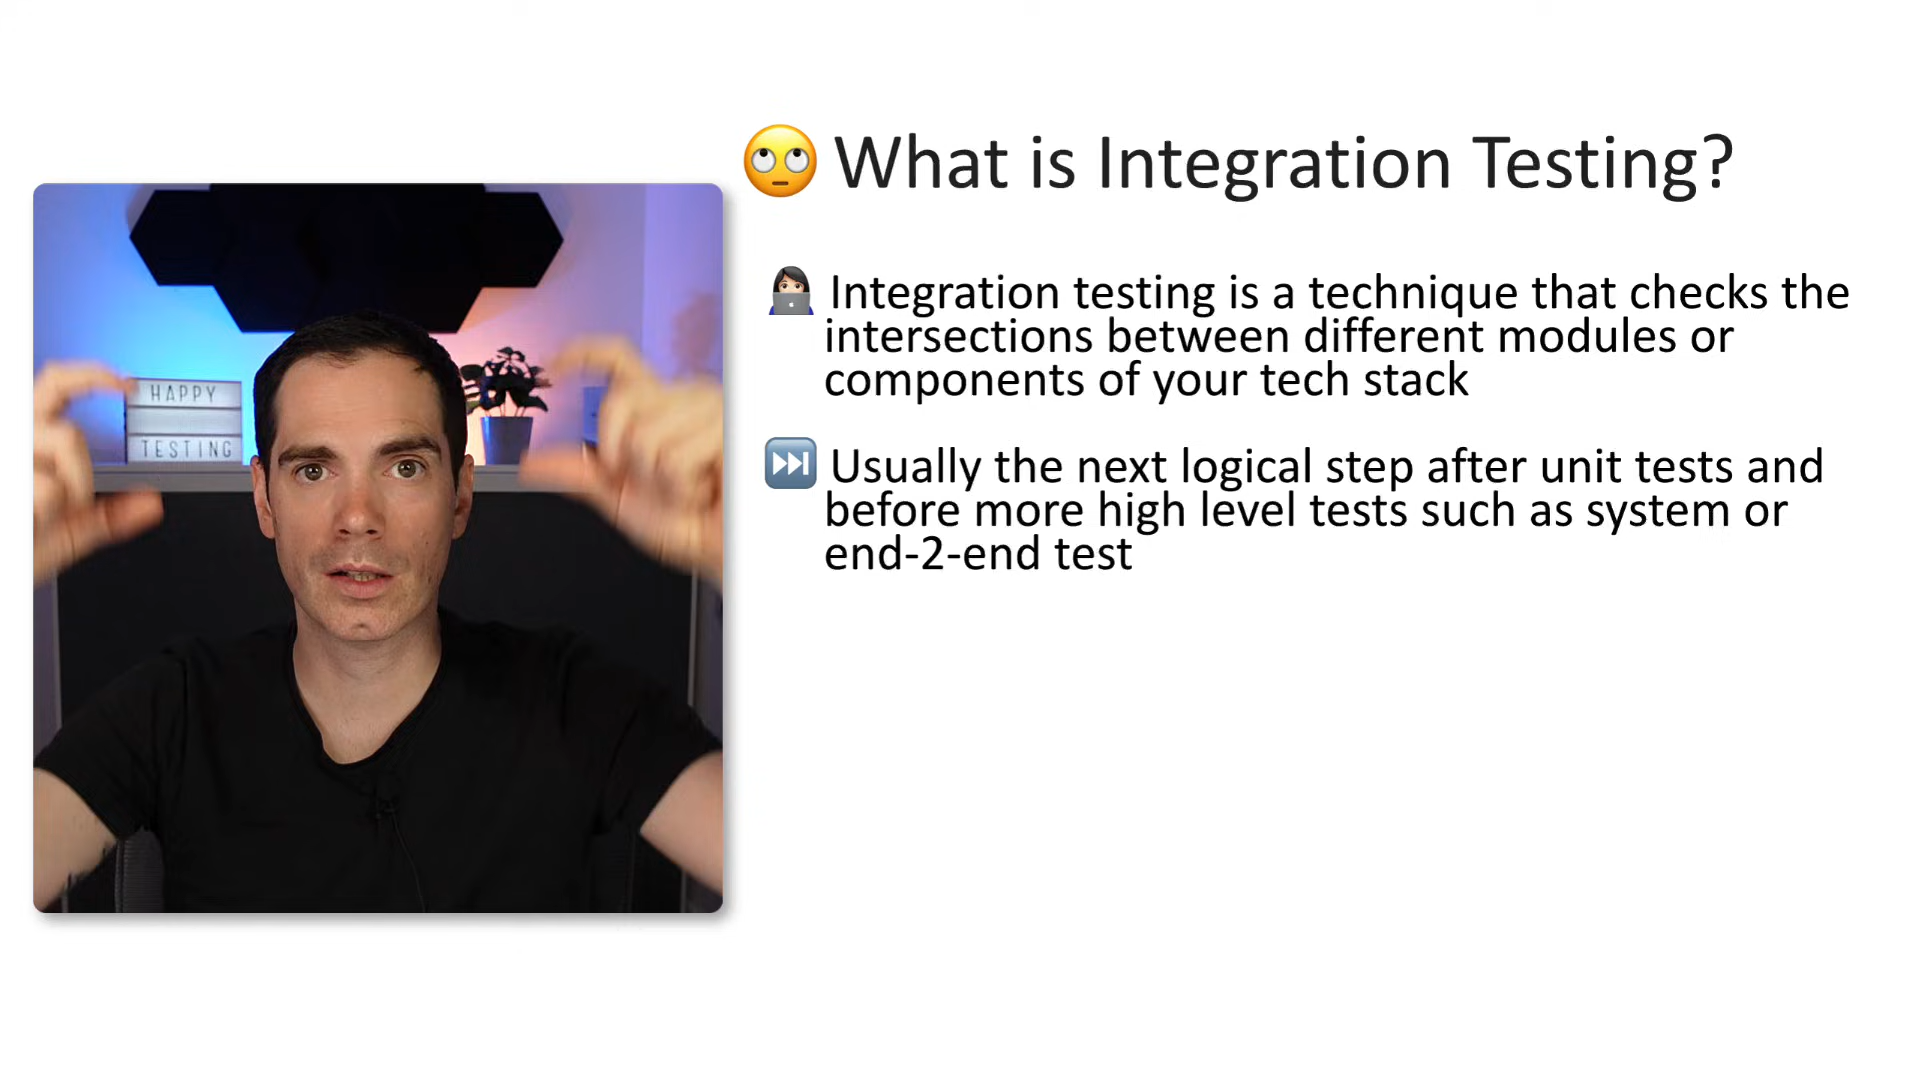 🙄 What is Integration Testing?
👩🏻‍💻 Integration testing is a technique that checks the
intersections between different modules or
components of your tech stack
⏭️ Usually the next logical step after unit tests and
before more high level tests such as system or
end-2-end test
HAPPY
TESTING